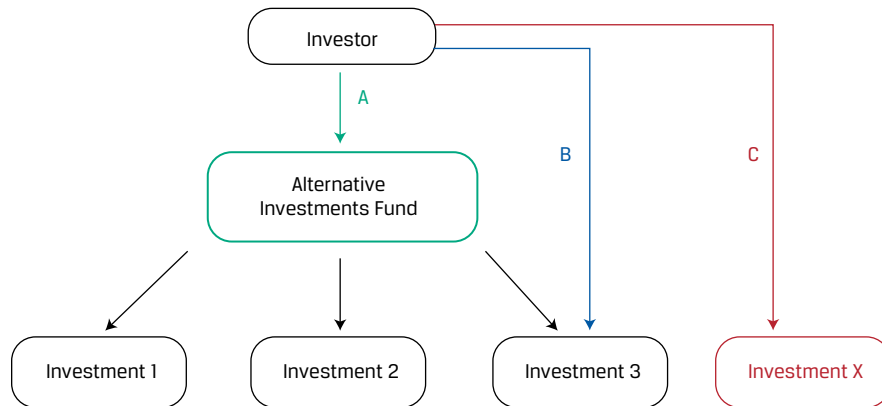 Investor
A
Alternative
Investments Fund
B
C
Investment 1
Investment 2
Investment 3
Investment X